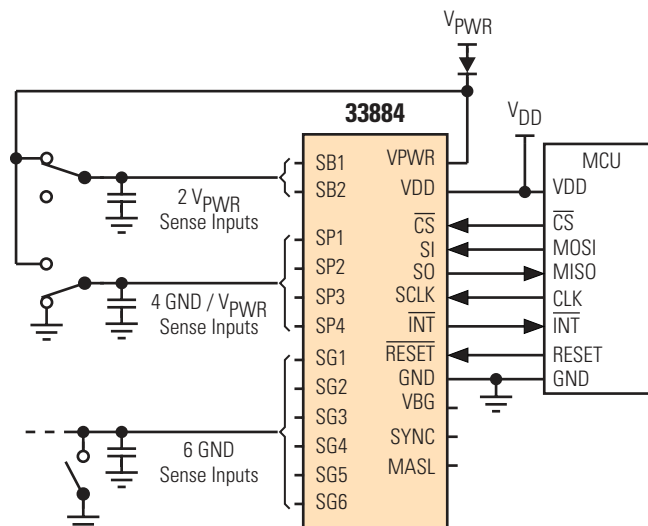 VPWR
33884
VDD
MCU
SB1
SB2
2 VPWR
Sense Inputs
SP1
SP2
SP3
SP4
4 GND / VPWR
Sense Inputs
SG1
SG2
SG3
SG4
SG5
SG6
6 GND
Sense Inputs
VPWR
VDD
CS
SI
SO
SCLK
INT
RESET
GND
VBG
SYNC
MASL
VDD
CS
MOSI
MISO
CLK
INT
RESET
GND